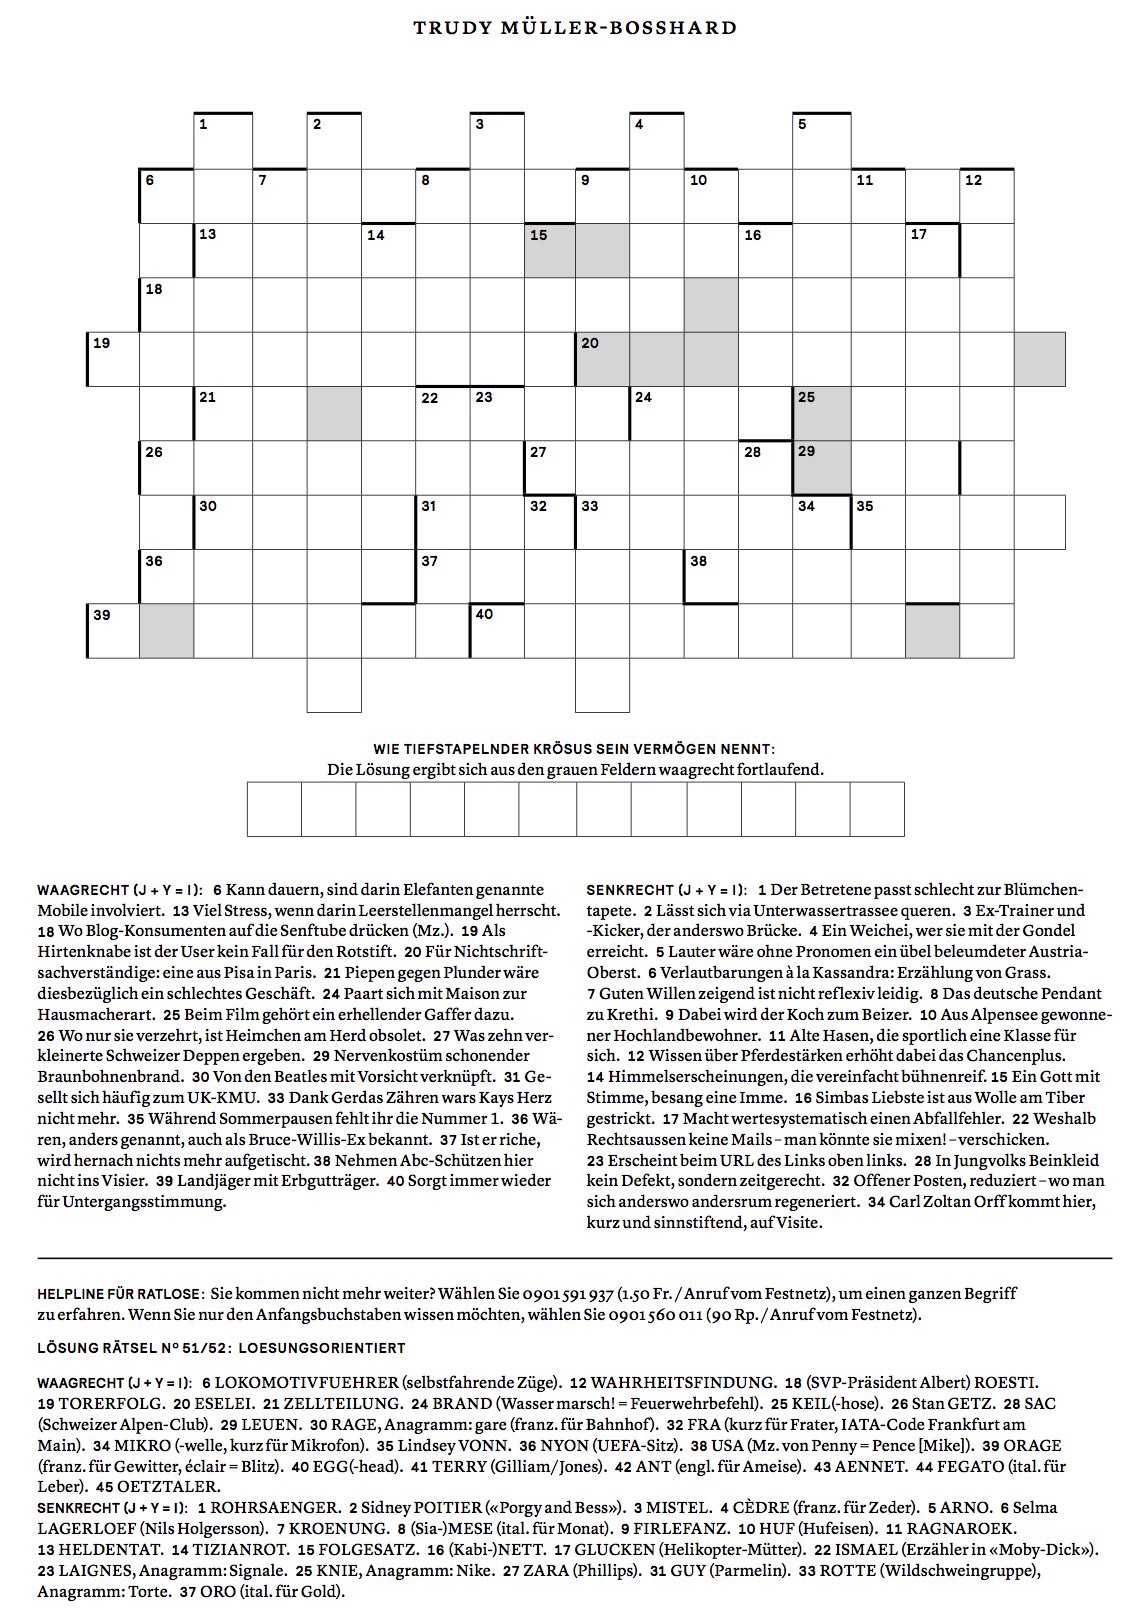 TRUDY MÜLLER-BOSSHARD
1 2 3 4 5
6 7 8 9 10 11 12
13 14 15 16 17
18
19 20
21 22 23 24 25
26 27 28 29
30 31 32 33 34 35
36 37 38
39 40
WIE TIEFSTAPELNDER KRÖSUS SEIN VERMÖGEN NENNT:
Die Lösung ergibt sich aus den grauen Feldern waagrecht fortlaufend.
WAAGRECHT (J + Y = I): 6 Kann dauern, sind darin Elefanten genannte
Mobile involviert. 13 Viel Stress, wenn darin Leerstellenmangel herrscht.
18 Wo Blog-Konsumenten auf die Senftube drücken (Mz.). 19 Als
Hirtenknabe ist der User kein Fall für den Rotstift. 20 Für Nichtschrift-
sachverständige: eine aus Pisa in Paris. 21 Piepen gegen Plunder wäre
diesbezüglich ein schlechtes Geschäft. 24 Paart sich mit Maison zur
Hausmacherart. 25 Beim Film gehört ein erhellender Gaffer dazu.
26 Wo nur sie verzehrt, ist Heimchen am Herd obsolet. 27 Was zehn ver-
kleinerte Schweizer Deppen ergeben. 29 Nervenkostüm schonender
Braunbohnenbrand. 30 Von den Beatles mit Vorsicht verknüpft. 31 Ge-
sellt sich häufig zum UK-KMU. 33 Dank Gerdas Zähren wars Kays Herz
nicht mehr. 35 Während Sommerpausen fehlt ihr die Nummer 1. 36 Wä-
ren, anders genannt, auch als Bruce-Willis-Ex bekannt. 37 Ist er riche,
wird hernach nichts mehr aufgetischt. 38 Nehmen Abc-Schützen hier
nicht ins Visier. 39 Landjäger mit Erbgutträger. 40 Sorgt immer wieder
für Untergangsstimmung.
SENKRECHT (J + Y = I): 1 Der Betretene passt schlecht zur Blümchen-
tapete. 2 Lässt sich via Unterwassertrassee queren. 3 Ex-Trainer und
-Kicker, der anderswo Brücke. 4 Ein Weichei, wer sie mit der Gondel
erreicht. 5 Lauter wäre ohne Pronomen ein übel beleumdeter Austria-
Oberst. 6 Verlautbarungen à la Kassandra: Erzählung von Grass.
7 Guten Willen zeigend ist nicht reflexiv leidig. 8 Das deutsche Pendant
zu Krethi. 9 Dabei wird der Koch zum Beizer. 10 Aus Alpensee gewonne-
ner Hochlandbewohner. 11 Alte Hasen, die sportlich eine Klasse für
sich. 12 Wissen über Pferdestärken erhöht dabei das Chancenplus.
14 Himmelserscheinungen, die vereinfacht bühnenreif. 15 Ein Gott mit
Stimme, besang eine Imme. 16 Simbas Liebste ist aus Wolle am Tiber
gestrickt. 17 Macht wertesystematisch einen Abfallfehler. 22 Weshalb
Rechtsaussen keine Mails – man könnte sie mixen! – verschicken.
23 Erscheint beim URL des Links oben links. 28 In Jungvolks Beinkleid
kein Defekt, sondern zeitgerecht. 32 Offener Posten, reduziert – wo man
sich anderswo andersrum regeneriert. 34 Carl Zoltan Orff kommt hier,
kurz und sinnstiftend, auf Visite.
HELPLINE FÜR RATLOSE: Sie kommen nicht mehr weiter? Wählen Sie 0901 591 937 (1.50 Fr. / Anruf vom Festnetz), um einen ganzen Begriff
zu erfahren. Wenn Sie nur den Anfangsbuchstaben wissen möchten, wählen Sie 0901 560 011 (90 Rp. / Anruf vom Festnetz).
LÖSUNG RÄTSEL Nº 51/52: LOESUNGSORIENTIERT
WAAGRECHT (J + Y = I): 6 LOKOMOTIVFUEHRER (selbstfahrende Züge). 12 WAHRHEITSFINDUNG. 18 (SVP-Präsident Albert) ROESTI.
19 TORERFOLG. 20 ESELEI. 21 ZELLTEILUNG. 24 BRAND (Wasser marsch! = Feuerwehrbefehl). 25 KEIL(-hose). 26 Stan GETZ. 28 SAC
(Schweizer Alpen-Club). 29 LEUEN. 30 RAGE, Anagramm: gare (franz. für Bahnhof). 32 FRA (kurz für Frater, IATA-Code Frankfurt am
Main). 34 MIKRO (-welle, kurz für Mikrofon). 35 Lindsey VONN. 36 NYON (UEFA-Sitz). 38 USA (Mz. von Penny = Pence [Mike]). 39 ORAGE
(franz. für Gewitter, éclair = Blitz). 40 EGG(-head). 41 TERRY (Gilliam/Jones). 42 ANT (engl. für Ameise). 43 AENNET. 44 FEGATO (ital. für
Leber). 45 OETZTALER.
SENKRECHT (J + Y = I): 1 ROHRSAENGER. 2 Sidney POITIER («Porgy and Bess»). 3 MISTEL. 4 CÈDRE (franz. für Zeder). 5 ARNO. 6 Selma
LAGERLOEF (Nils Holgersson). 7 KROENUNG. 8 (Sia-)MESE (ital. für Monat). 9 FIRLEFANZ. 10 HUF (Hufeisen). 11 RAGNAROEK.
13 HELDENTAT. 14 TIZIANROT. 15 FOLGESATZ. 16 (Kabi-)NETT. 17 GLUCKEN (Helikopter-Mütter). 22 ISMAEL (Erzähler in «Moby-Dick»).
23 LAIGNES, Anagramm: Signale. 25 KNIE, Anagramm: Nike. 27 ZARA (Phillips). 31 GUY (Parmelin). 33 ROTTE (Wildschweingruppe),
Anagramm: Torte. 37 ORO (ital. für Gold).